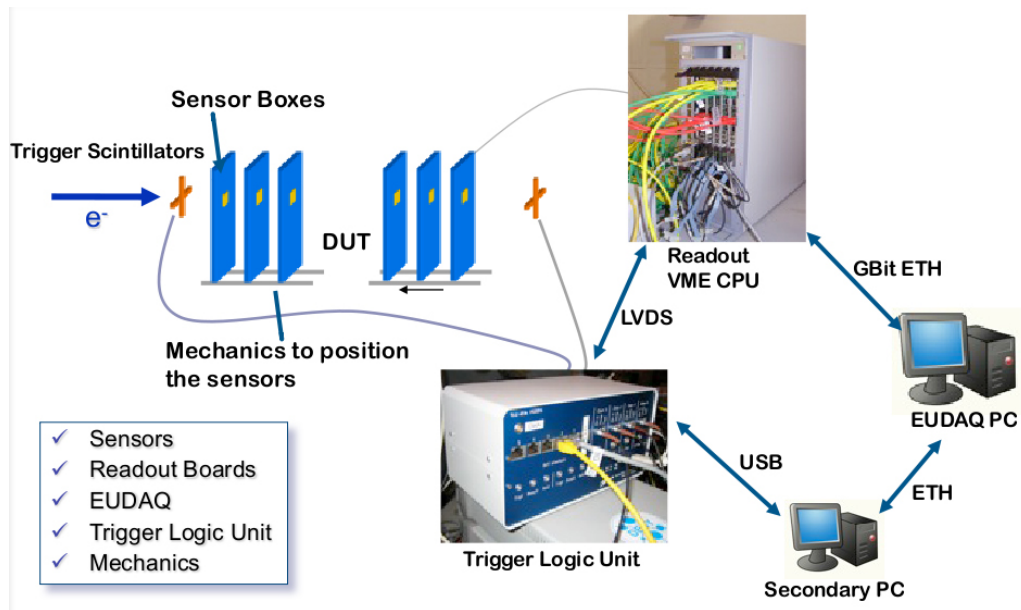 Sensor Boxes
Trigger Scintillators
e-
DUT
Readout
VME CPU
GBit ETH
LVDS
Mechanics to position
the sensors
EUDAQ PC
USB
ETH
Trigger Logic Unit
Secondary PC
✓ Sensors
✓ Readout Boards
✓ EUDAQ
✓ Trigger Logic Unit
✓ Mechanics